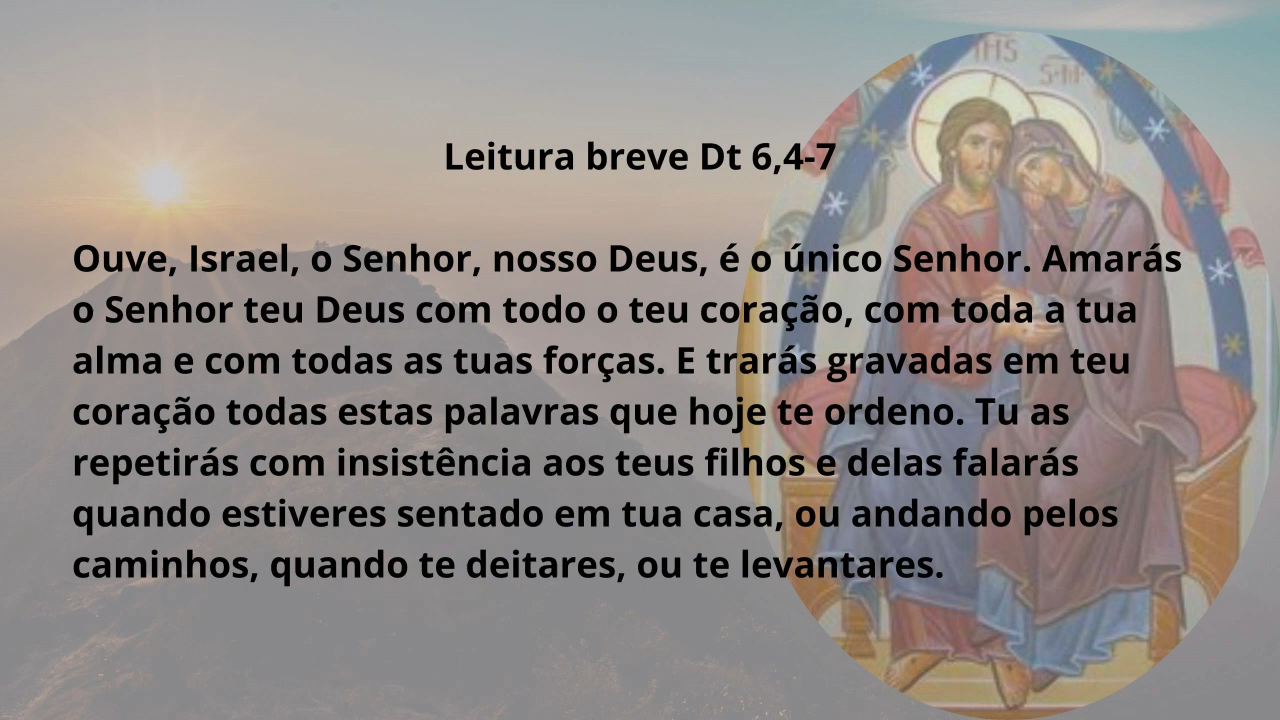 IHS
S·M·
Leitura breve Dt 6,4-7
Ouve, Israel, o Senhor, nosso Deus, é o único Senhor. Amarás
o Senhor teu Deus com todo o teu coração, com toda a tua
alma e com todas as tuas forças. E trarás gravadas em teu
coração todas estas palavras que hoje te ordeno. Tu as
repetirás com insistência aos teus filhos e delas falarás
quando estiveres sentado em tua casa, ou andando pelos
caminhos, quando te deitares, ou te levantares.